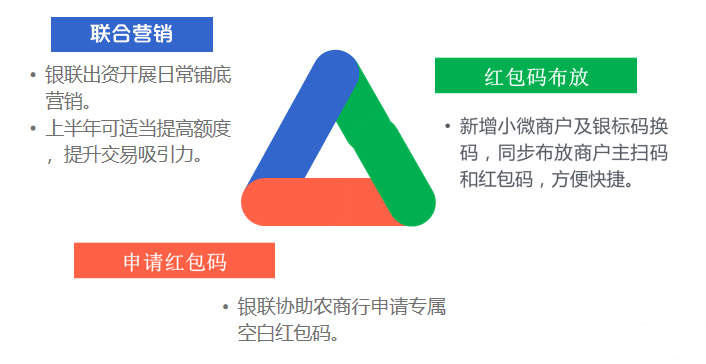 联合营销
• 银联出资开展日常铺底
营销。
• 上半年可适当提高额度
，提升交易吸引力。
红包码布放
• 新增小微商户及银标码换
码，同步布放商户主扫码
和红包码，方便快捷。
申请红包码
• 银联协助农商行申请专属
空白红包码。